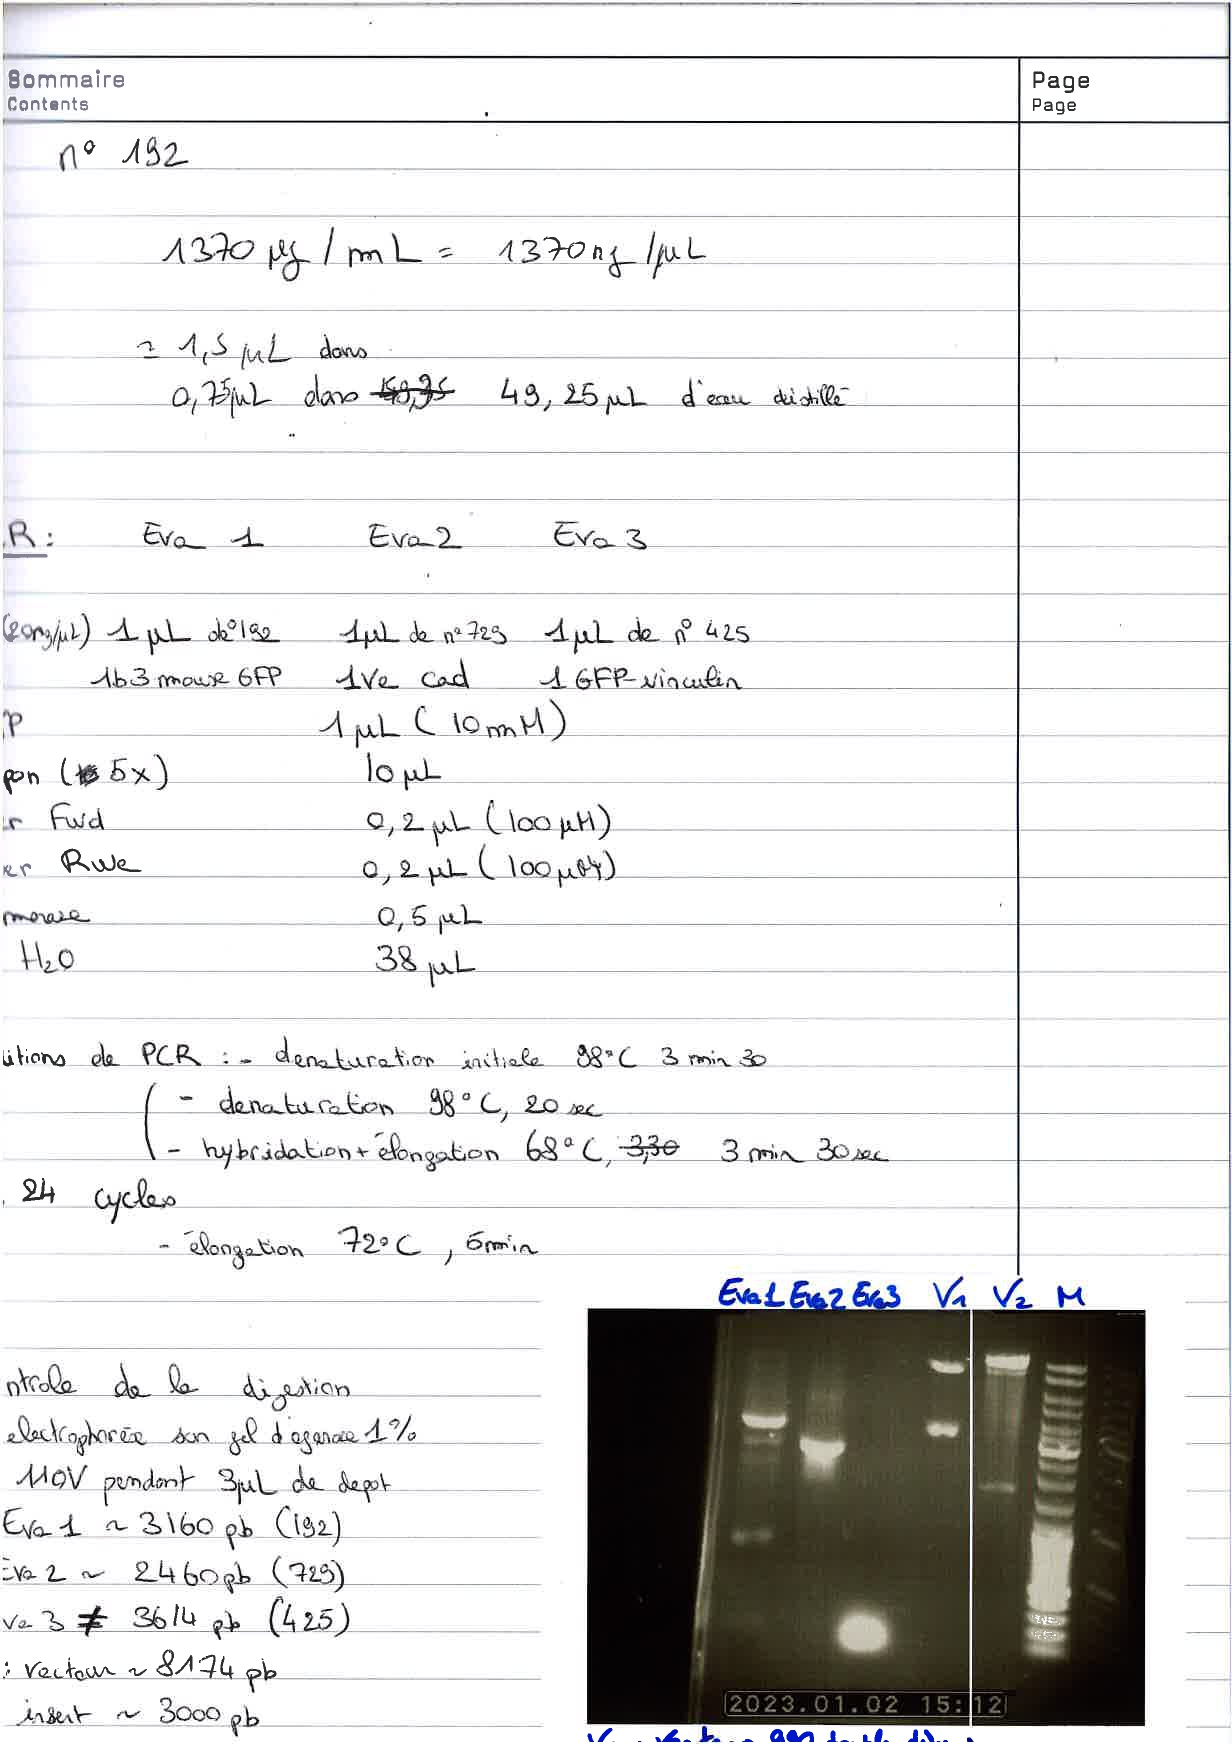 Sommaire
Contents
Page
Page
n° 192
1370 µg / mL = 1370 ng /µL
= 1,5 µL dans
0,75µL dans 49,25 µL d'eau distillé
R: Eva 1 Eva 2 Eva 3
(20ng/µL) 1 µL de n°192 1µL de n° 729 1µL de n° 425
1b3 mouse GFP 1 Ve cad 1 GFP-vinculin
P 1 µL (10 mM)
pon (5x) 10 µL
r Fwd 0,2 µL (100 µM)
er Rve 0,2 µL (100 µM)
merase 0,5 µL
H₂O 38 µL
itions de PCR : - denaturation initiale 98°C 3 min 30
- denaturation 98°C, 20 sec
- hybridation + élongation 68°C, 3,30 3 min 30 sec
24 cycles
- élongation 72°C, 5min
Eva1 Eva2 Eva3 V1 V2 M
ntrole de la digestion
electrophorèse sur gel d'agarose 1%
110V pendant 3µL de depot
Eva 1 ~ 3160 pb (192)
Eva 2 ~ 2460 pb (729)
va 3 ≠ 3614 pb (425)
: vecteur ~ 8174 pb
insert ~ 3000 pb
2023.01.02 15:12